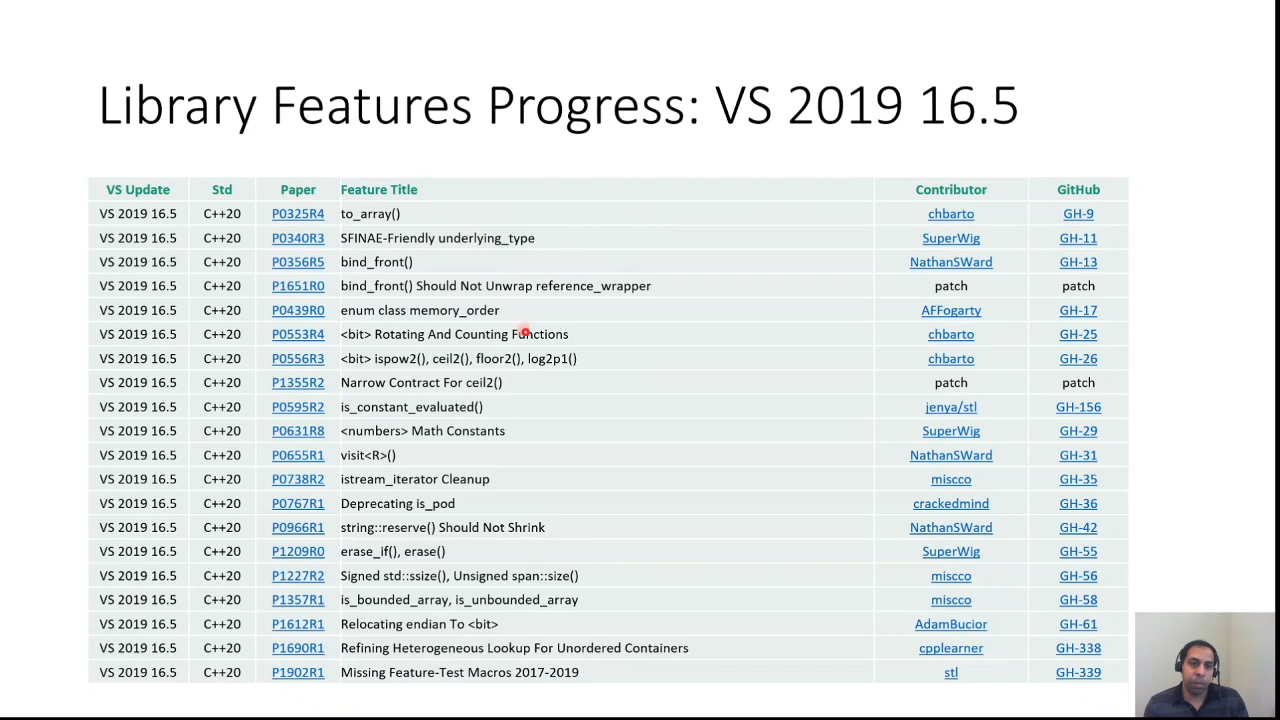 Library Features Progress: VS 2019 16.5
VS Update Std Paper Feature Title Contributor GitHub
VS 2019 16.5 C++20 P0325R4 to_array() chbarto GH-9
VS 2019 16.5 C++20 P0340R3 SFINAE-Friendly underlying_type SuperWig GH-11
VS 2019 16.5 C++20 P0356R5 bind_front() NathanSWard GH-13
VS 2019 16.5 C++20 P1651R0 bind_front() Should Not Unwrap reference_wrapper patch patch
VS 2019 16.5 C++20 P0439R0 enum class memory_order AFFogarty GH-17
VS 2019 16.5 C++20 P0553R4 <bit> Rotating And Counting Functions chbarto GH-25
VS 2019 16.5 C++20 P0556R3 <bit> ispow2(), ceil2(), floor2(), log2p1() chbarto GH-26
VS 2019 16.5 C++20 P1355R2 Narrow Contract For ceil2() patch patch
VS 2019 16.5 C++20 P0595R2 is_constant_evaluated() jenya/stl GH-156
VS 2019 16.5 C++20 P0631R8 <numbers> Math Constants SuperWig GH-29
VS 2019 16.5 C++20 P0655R1 visit<R>() NathanSWard GH-31
VS 2019 16.5 C++20 P0738R2 istream_iterator Cleanup miscco GH-35
VS 2019 16.5 C++20 P0767R1 Deprecating is_pod crackedmind GH-36
VS 2019 16.5 C++20 P0966R1 string::reserve() Should Not Shrink NathanSWard GH-42
VS 2019 16.5 C++20 P1209R0 erase_if(), erase() SuperWig GH-55
VS 2019 16.5 C++20 P1227R2 Signed std::ssize(), Unsigned span::size() miscco GH-56
VS 2019 16.5 C++20 P1357R1 is_bounded_array, is_unbounded_array miscco GH-58
VS 2019 16.5 C++20 P1612R1 Relocating endian To <bit> AdamBucior GH-61
VS 2019 16.5 C++20 P1690R1 Refining Heterogeneous Lookup For Unordered Containers cpplearner GH-338
VS 2019 16.5 C++20 P1902R1 Missing Feature-Test Macros 2017-2019 stl GH-339